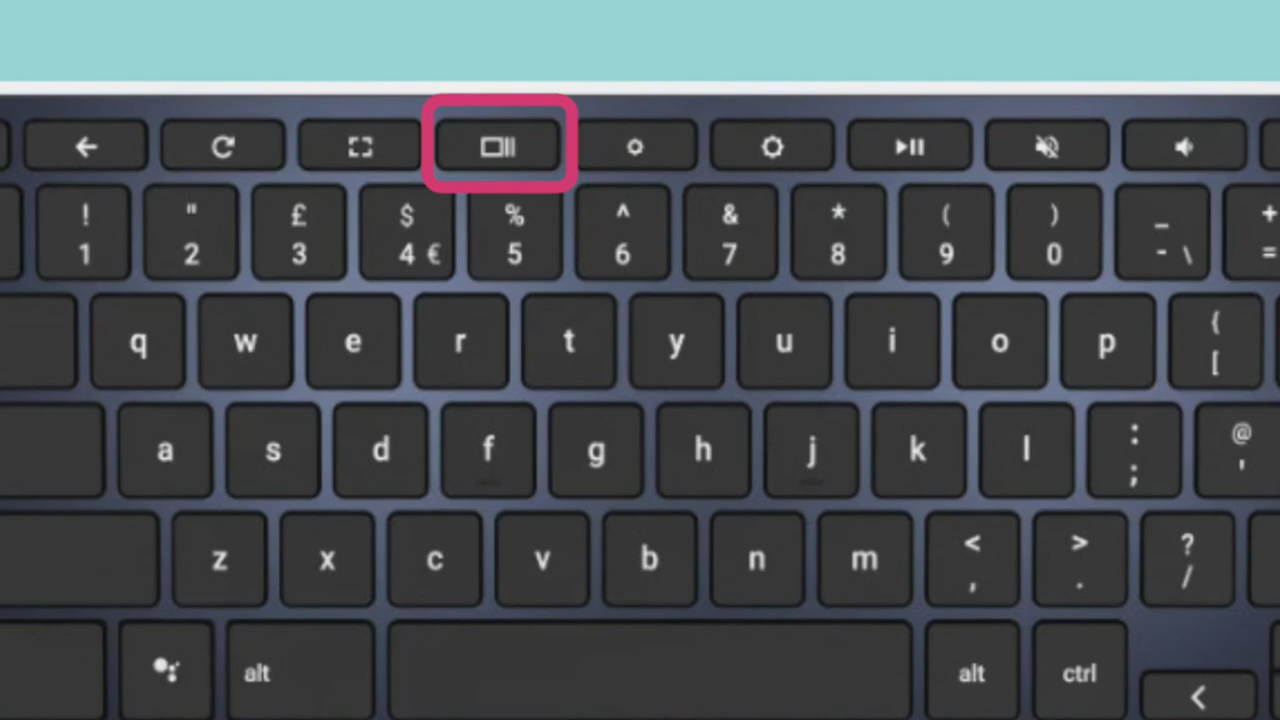 ! " £ $ % ^ & * ( ) _ +
1 2 3 4 € 5 6 7 8 9 0 - \ =
q w e r t y u i o p {
[
a s d f g h j k l : @
; '
z x c v b n m < > ?
, . /
alt alt ctrl